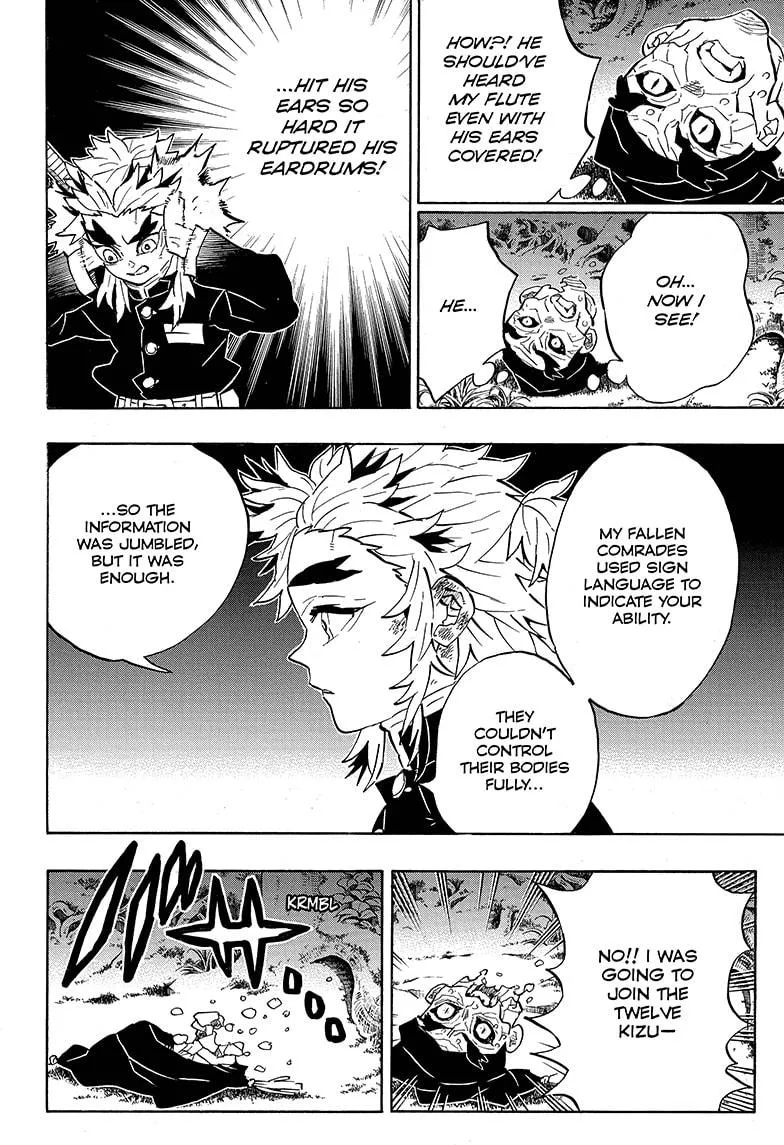 HOW?! HE
SHOULD'VE
HEARD
MY FLUTE
EVEN WITH
HIS EARS
COVERED!
OH...
NOW I
SEE!
HE...
...HIT HIS
EARS SO
HARD IT
RUPTURED HIS
EARDRUMS!
MY FALLEN
COMRADES
USED SIGN
LANGUAGE TO
INDICATE YOUR
ABILITY.
THEY
COULDN'T
CONTROL
THEIR BODIES
FULLY...
...SO THE
INFORMATION
WAS JUMBLED,
BUT IT WAS
ENOUGH.
NO!! I WAS
GOING TO
JOIN THE
TWELVE
KIZU—
KRMBL